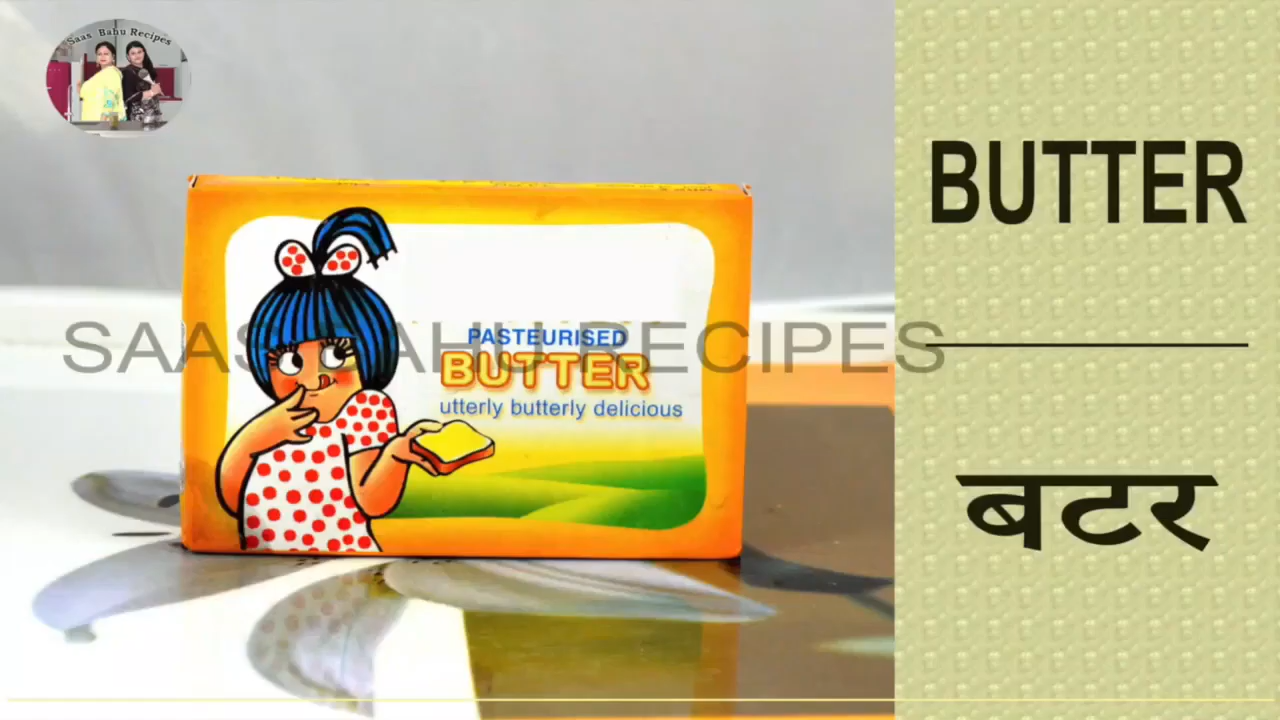 Saas Bahu Recipes
BUTTER
PASTEURISED
SAAS BAHU RECIPES
BUTTER
utterly butterly delicious
बटर